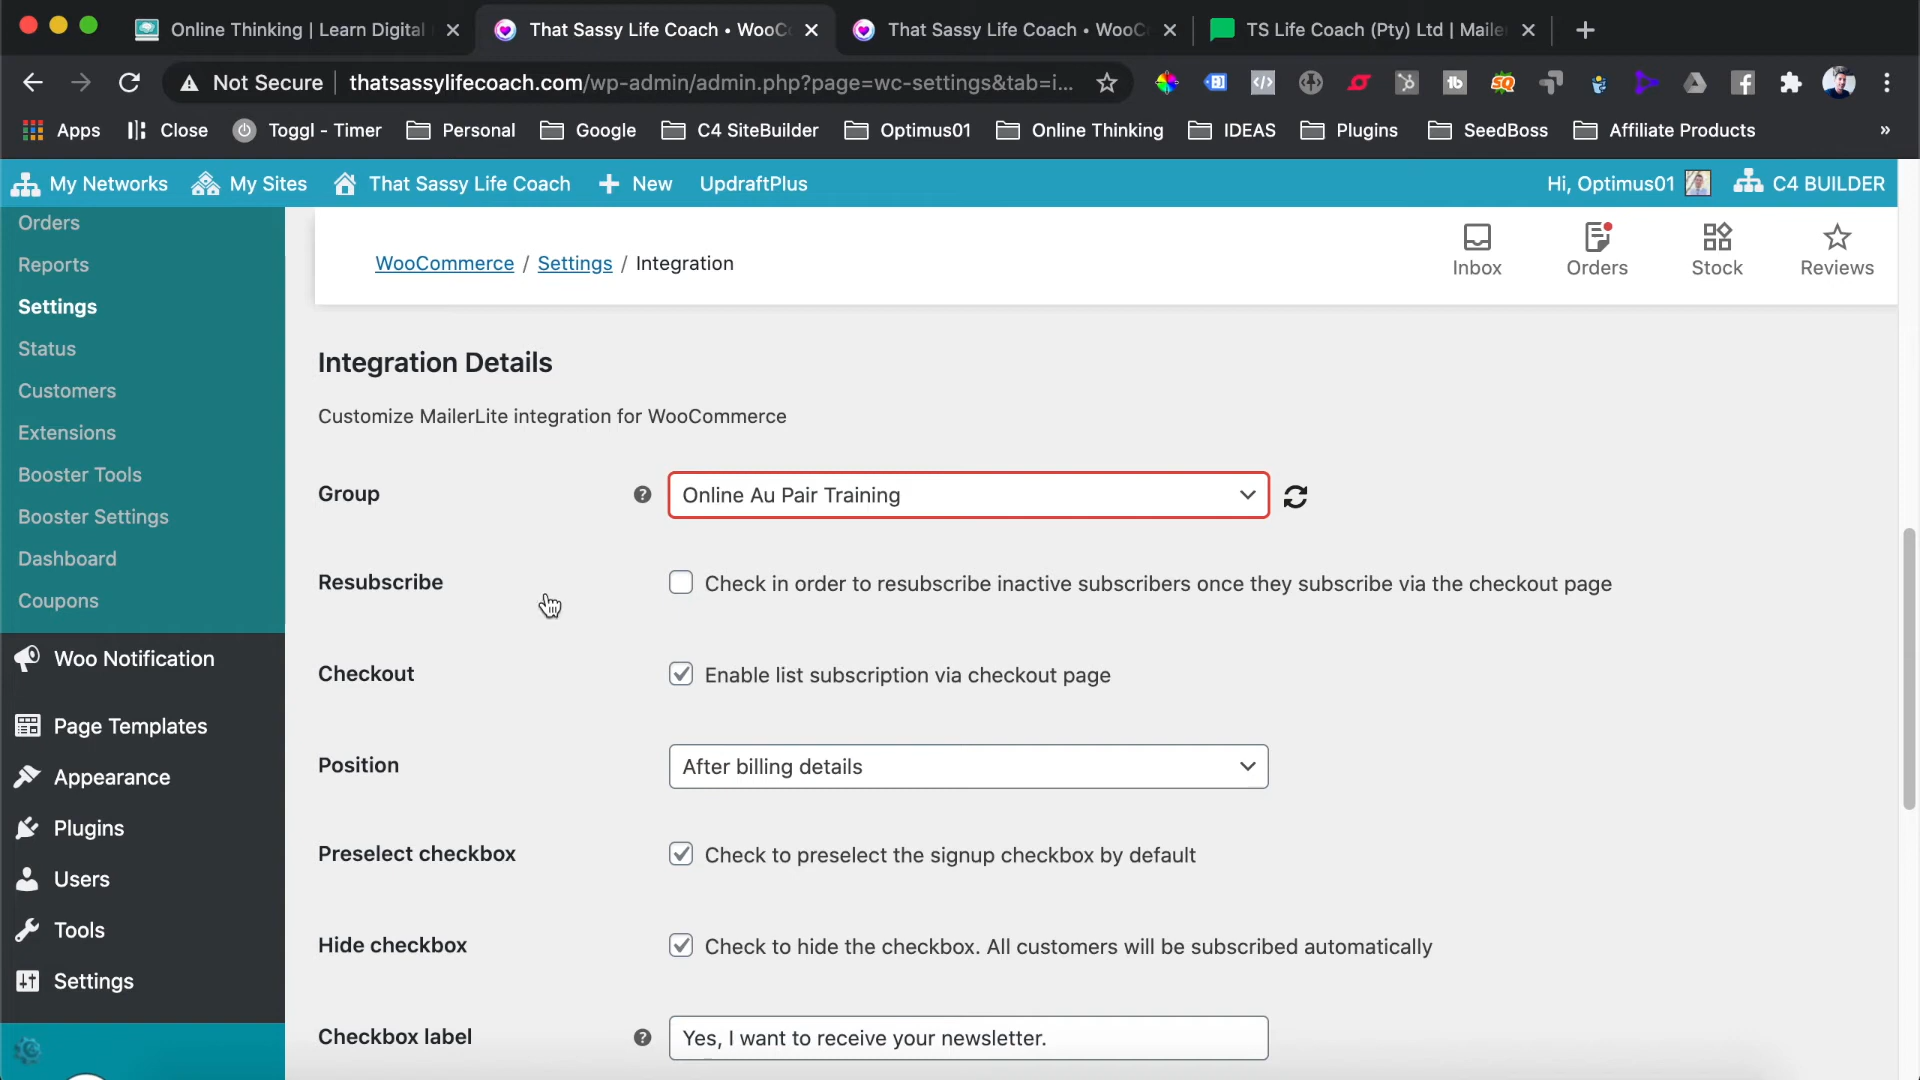 Online Thinking | Learn Digital
That Sassy Life Coach • WooC
That Sassy Life Coach • WooC
TS Life Coach (Pty) Ltd | Maile
Not Secure
thatsassylifecoach.com/wp-admin/admin.php?page=wc-settings&tab=i...
Apps
Close
Toggl - Timer
Personal
Google
C4 SiteBuilder
Optimus01
Online Thinking
IDEAS
Plugins
SeedBoss
Affiliate Products
»
My Networks
My Sites
That Sassy Life Coach
New
UpdraftPlus
Hi, Optimus01
C4 BUILDER
Orders
Reports
Settings
Status
Customers
Extensions
Booster Tools
Booster Settings
Dashboard
Coupons
Woo Notification
Page Templates
Appearance
Plugins
Users
Tools
Settings
WooCommerce / Settings / Integration
Inbox
Orders
Stock
Reviews
Integration Details
Customize MailerLite integration for WooCommerce
Group
Online Au Pair Training
Resubscribe
Check in order to resubscribe inactive subscribers once they subscribe via the checkout page
Checkout
Enable list subscription via checkout page
Position
After billing details
Preselect checkbox
Check to preselect the signup checkbox by default
Hide checkbox
Check to hide the checkbox. All customers will be subscribed automatically
Checkbox label
Yes, I want to receive your newsletter.